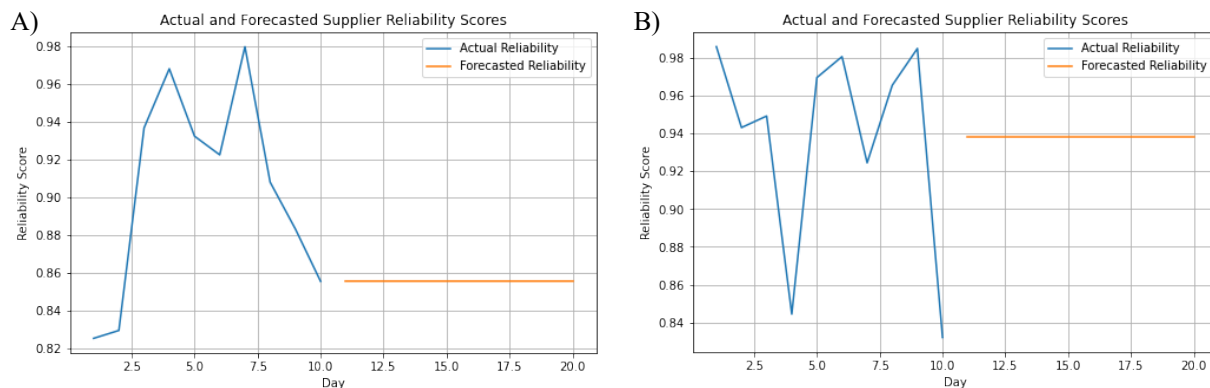 A)
Actual and Forecasted Supplier Reliability Scores
Actual Reliability
Forecasted Reliability
Reliability Score
0.98
0.96
0.94
0.92
0.90
0.88
0.86
0.84
0.82
2.5 5.0 7.5 10.0 12.5 15.0 17.5 20.0
Day
B)
Actual and Forecasted Supplier Reliability Scores
Actual Reliability
Forecasted Reliability
Reliability Score
0.98
0.96
0.94
0.92
0.90
0.88
0.86
0.84
2.5 5.0 7.5 10.0 12.5 15.0 17.5 20.0
Day